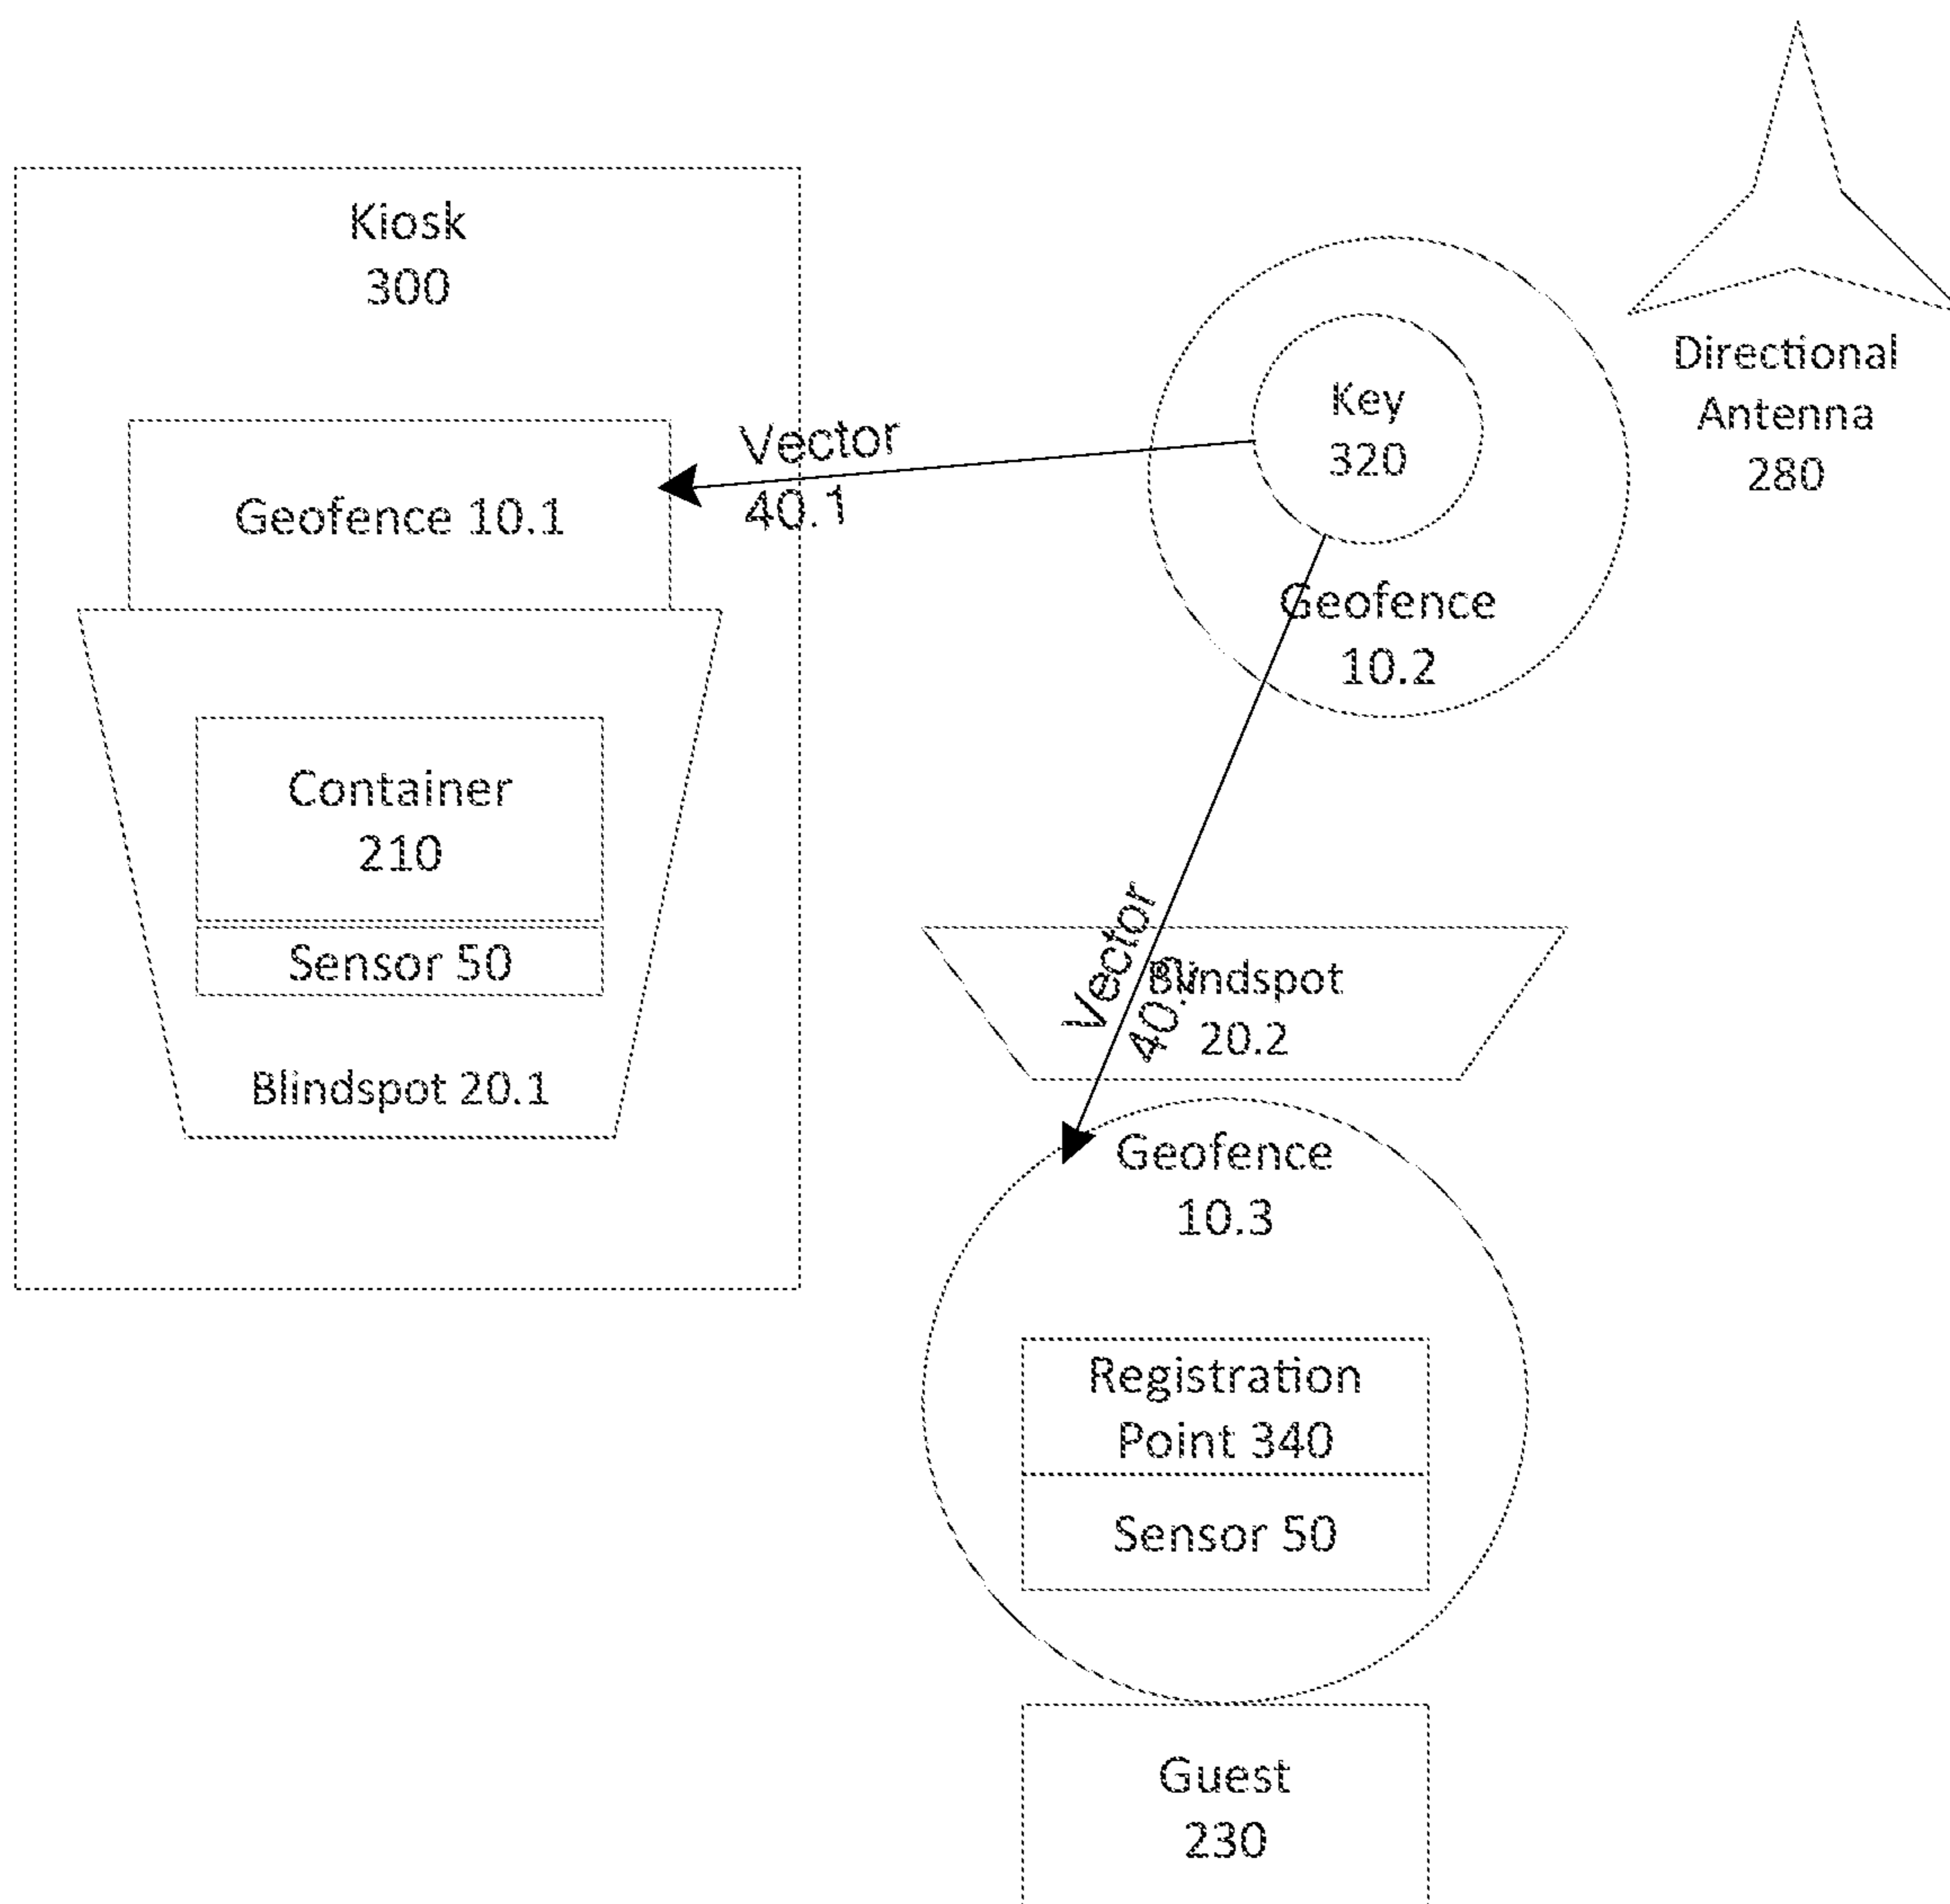 Kiosk
300
Geofence 10.1
Container
210
Sensor 50
Blindspot 20.1
Vector
40.1
Key
320
Geofence
10.2
Directional
Antenna
280
Vector
Blindspot
20.2
Geofence
10.3
Registration
Point 340
Sensor 50
Guest
230